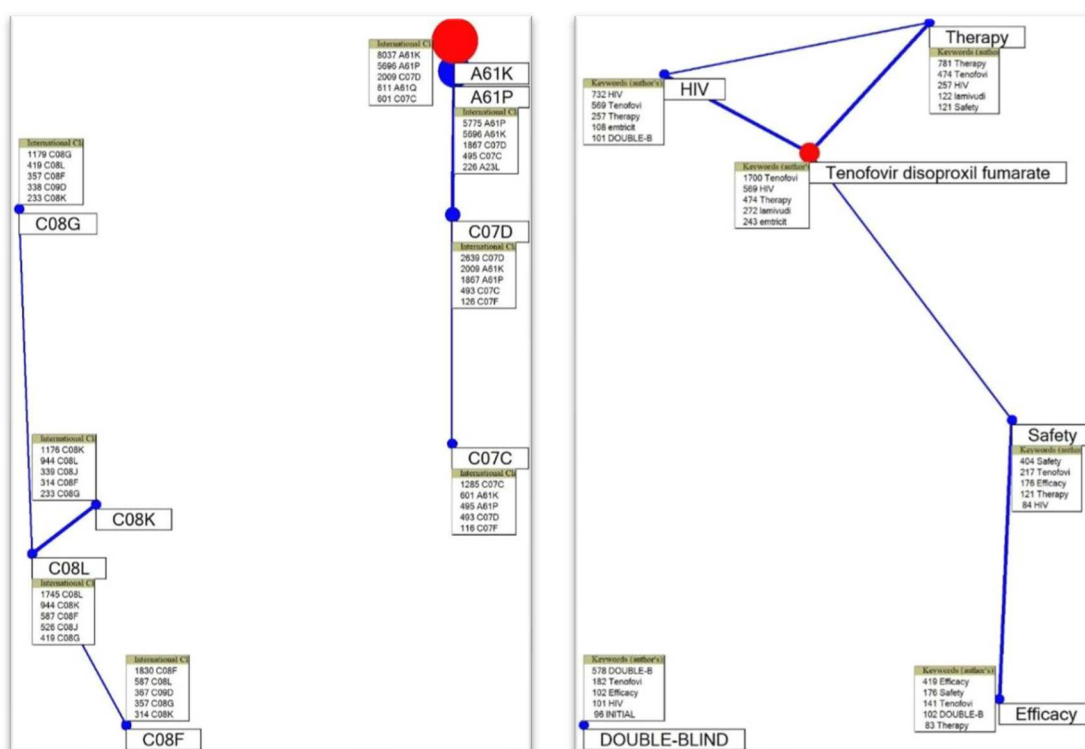 International Cl
8037 A61K
5696 A61P
2009 C07D
811 A61Q
601 C07C
A61K
A61P
International Cl
5775 A61P
5696 A61K
1867 C07D
495 C07C
226 A23L
International Cl
1179 C08G
419 C08L
357 C08F
338 C09D
233 C08K
C08G
C07D
International Cl
2639 C07D
2009 A61K
1867 A61P
493 C07C
126 C07F
International Cl
1176 C08K
944 C08L
339 C08J
314 C08F
233 C08G
C08K
C07C
International Cl
1285 C07C
601 A61K
495 A61P
493 C07D
116 C07F
C08L
International Cl
1745 C08L
944 C08K
587 C08F
526 C08J
419 C08G
International Cl
1830 C08F
587 C08L
367 C09D
357 C08G
314 C08K
C08F
Therapy
Keywords (author's)
781 Therapy
474 Tenofovi
257 HIV
122 lamivudi
121 Safety
HIV
Keywords (author's)
732 HIV
569 Tenofovi
257 Therapy
108 emtricit
101 DOUBLE-B
Tenofovir disoproxil fumarate
Keywords (author's)
1700 Tenofovi
569 HIV
474 Therapy
272 lamivudi
243 emtricit
Safety
Keywords (author's)
404 Safety
217 Tenofovi
176 Efficacy
121 Therapy
84 HIV
Keywords (author's)
578 DOUBLE-B
182 Tenofovi
102 Efficacy
101 HIV
96 INITIAL
DOUBLE-BLIND
Keywords (author's)
419 Efficacy
176 Safety
141 Tenofovi
102 DOUBLE-B
83 Therapy
Efficacy